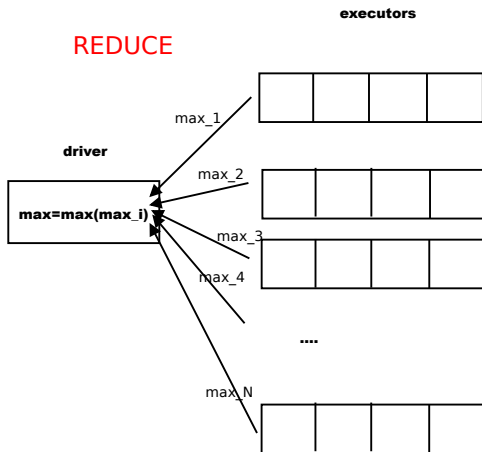 executors
REDUCE
max_1
driver
max_2
max=max(max_i)
max_3
max_4
....
max_N